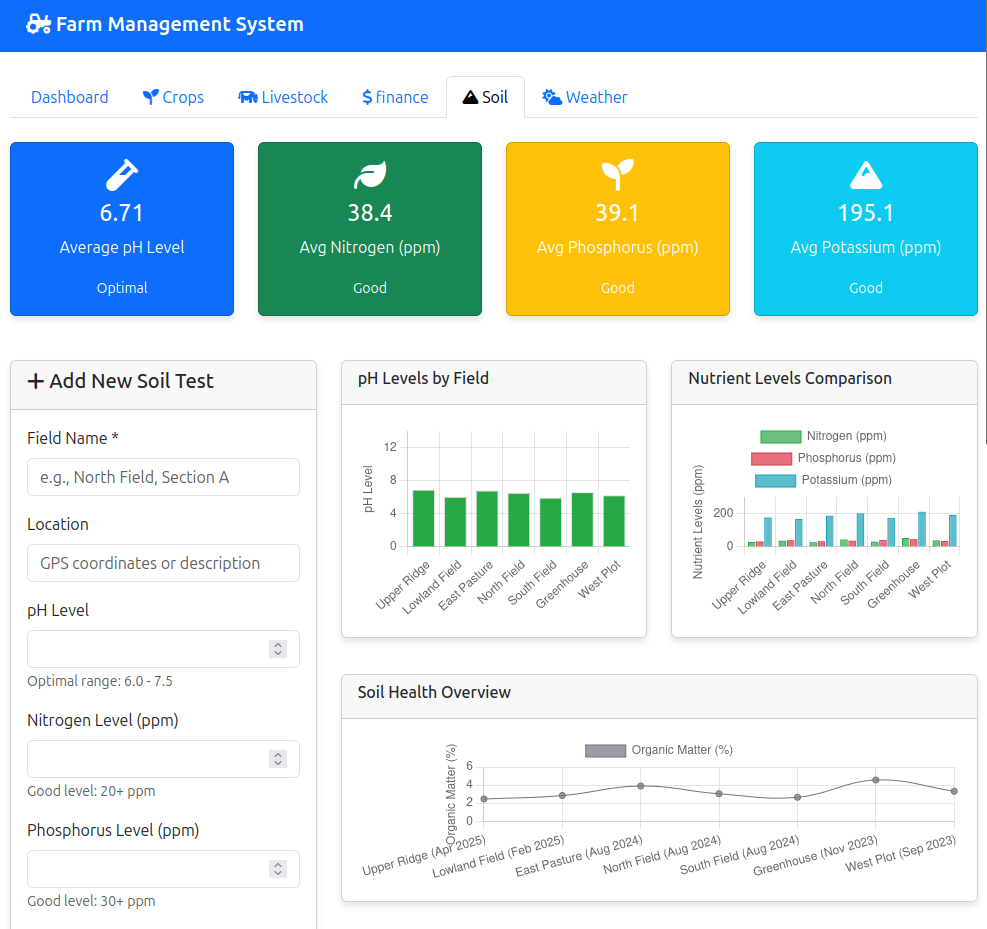 Farm Management System
Dashboard Crops Livestock finance Soil Weather
6.71
Average pH Level
Optimal
38.4
Avg Nitrogen (ppm)
Good
39.1
Avg Phosphorus (ppm)
Good
195.1
Avg Potassium (ppm)
Good
Add New Soil Test
Field Name *
e.g., North Field, Section A
Location
GPS coordinates or description
pH Level
Optimal range: 6.0 - 7.5
Nitrogen Level (ppm)
Good level: 20+ ppm
Phosphorus Level (ppm)
Good level: 30+ ppm
pH Levels by Field
pH Level
12
8
4
0
Upper Ridge
Lowland Field
East Pasture
North Field
South Field
Greenhouse
West Plot
Nutrient Levels Comparison
Nitrogen (ppm)
Phosphorus (ppm)
Potassium (ppm)
Nutrient Levels (ppm)
200
0
Upper Ridge
Lowland Field
East Pasture
North Field
South Field
Greenhouse
West Plot
Soil Health Overview
Organic Matter (%)
Organic Matter (%)
6
4
2
0
Upper Ridge (Apr 2025)
Lowland Field (Feb 2025)
East Pasture (Aug 2024)
North Field (Aug 2024)
South Field (Aug 2024)
Greenhouse (Nov 2023)
West Plot (Sep 2023)